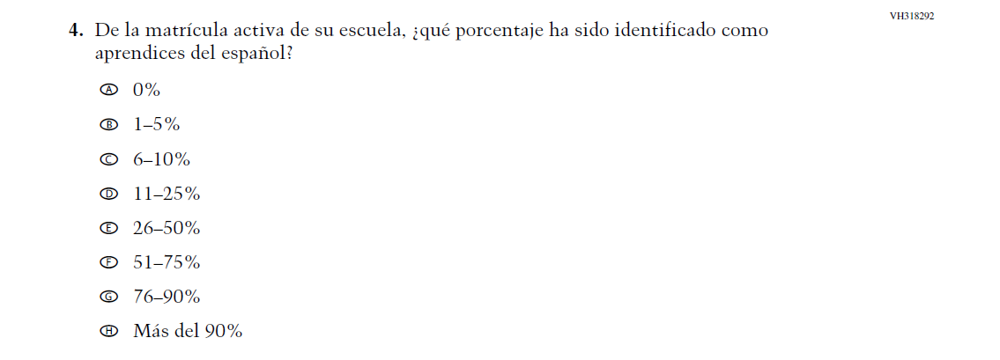 VH318292
4. De la matrícula activa de su escuela, ¿qué porcentaje ha sido identificado como
aprendices del español?
A 0%
B 1–5%
C 6–10%
D 11–25%
E 26–50%
F 51–75%
G 76–90%
H Más del 90%